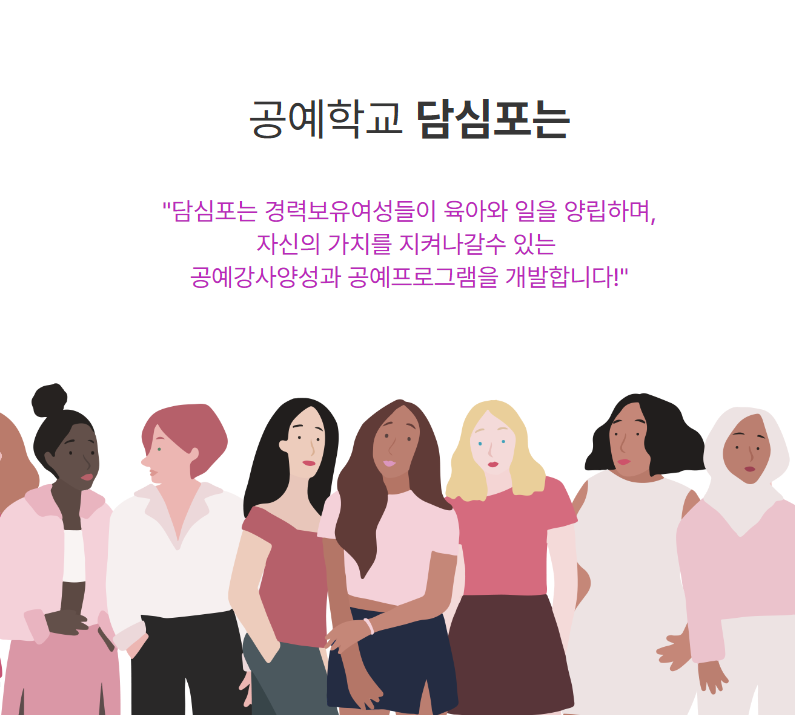 공예학교 담심포는
"담심포는 경력보유여성들이 육아와 일을 양립하며,
자신의 가치를 지켜나갈수 있는
공예강사양성과 공예프로그램을 개발합니다!"